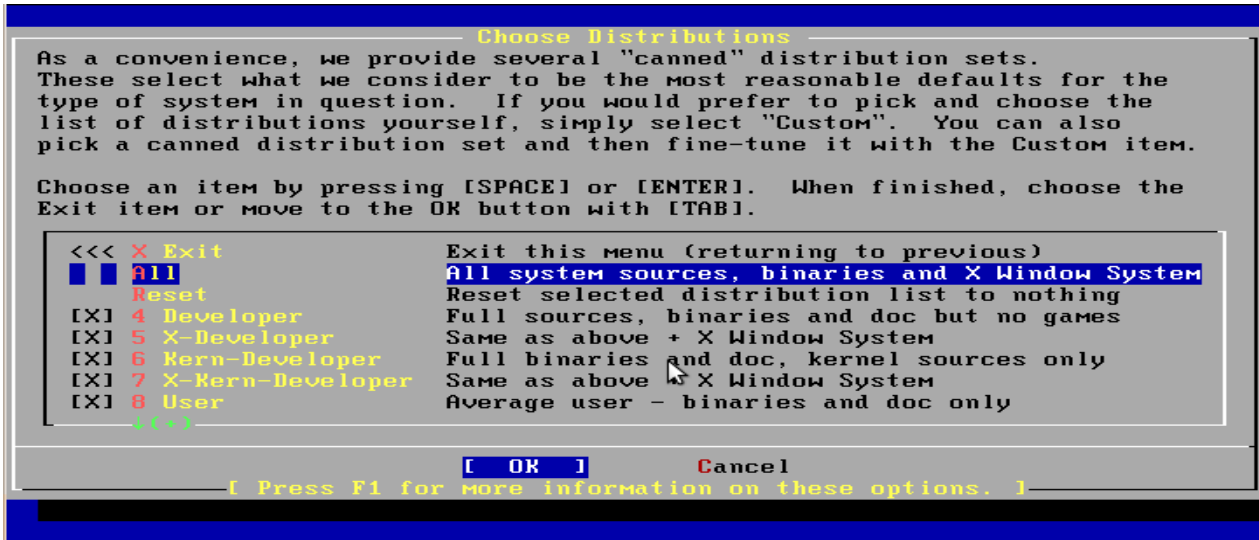 Choose Distributions
As a convenience, we provide several "canned" distribution sets.
These select what we consider to be the most reasonable defaults for the
type of system in question.  If you would prefer to pick and choose the
list of distributions yourself, simply select "Custom".  You can also
pick a canned distribution set and then fine-tune it with the Custom item.
Choose an item by pressing [SPACE] or [ENTER].  When finished, choose the
Exit item or move to the OK button with [TAB].
<<< X Exit Exit this menu (returning to previous)
All All system sources, binaries and X Window System
Reset Reset selected distribution list to nothing
[X] 4 Developer Full sources, binaries and doc but no games
[X] 5 X-Developer Same as above + X Window System
[X] 6 Kern-Developer Full binaries and doc, kernel sources only
[X] 7 X-Kern-Developer Same as above + X Window System
[X] 8 User Average user - binaries and doc only
↓(+)
[ OK ] Cancel
[ Press F1 for more information on these options. ]